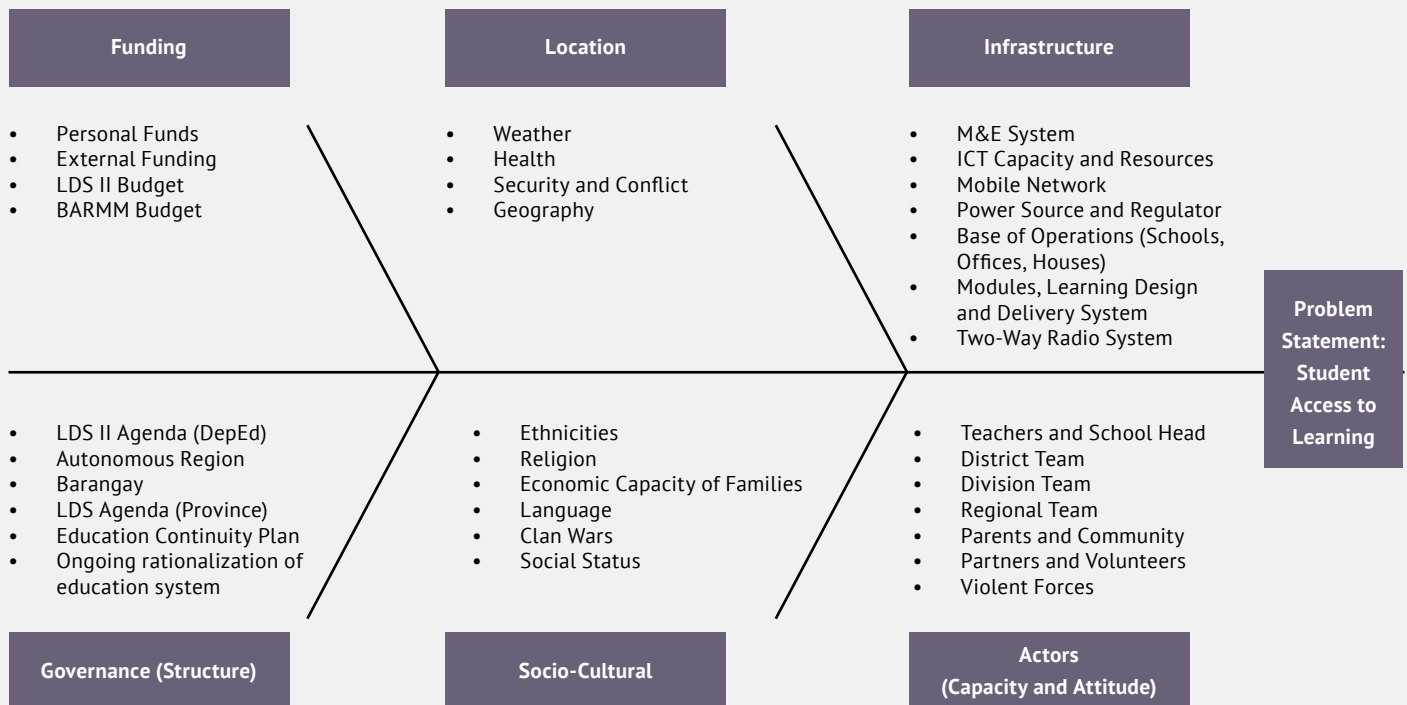 Funding
• Personal Funds
• External Funding
• LDS II Budget
• BARMM Budget
Location
• Weather
• Health
• Security and Conflict
• Geography
Infrastructure
• M&E System
• ICT Capacity and Resources
• Mobile Network
• Power Source and Regulator
• Base of Operations (Schools,
Offices, Houses)
• Modules, Learning Design
and Delivery System
• Two-Way Radio System
Problem
Statement:
Student
Access to
Learning
• LDS II Agenda (DepEd)
• Autonomous Region
• Barangay
• LDS Agenda (Province)
• Education Continuity Plan
• Ongoing rationalization of
education system
Governance (Structure)
• Ethnicities
• Religion
• Economic Capacity of Families
• Language
• Clan Wars
• Social Status
Socio-Cultural
• Teachers and School Head
• District Team
• Division Team
• Regional Team
• Parents and Community
• Partners and Volunteers
• Violent Forces
Actors
(Capacity and Attitude)